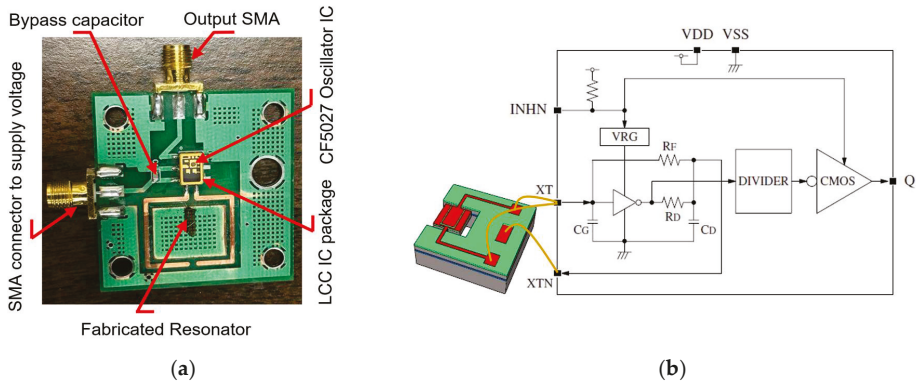 Bypass capacitor
Output SMA
SMA connector to supply voltage
CF5027 Oscillator IC
LCC IC package
Fabricated Resonator
(a)
VDD VSS
INHN
VRG
RF
XT
DIVIDER
CMOS
Q
CG
RD
CD
XTN
(b)